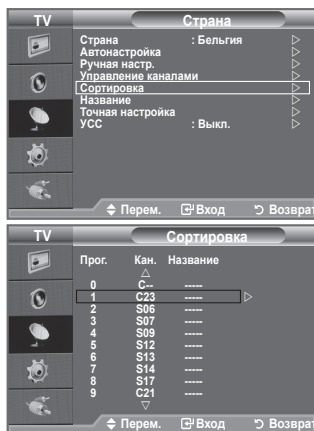 TV Страна
Страна : Бельгия
Автонастройка
Ручная настр.
Управление каналами
Сортировка
Название
Точная настройка
УСС : Выкл.
Перем. Вход Возврат
TV Сортировка
Прог. Кан. Название
0 C-- -----
1 C23 -----
2 S06 -----
3 S07 -----
4 S09 -----
5 S12 -----
6 S13 -----
7 S14 -----
8 S17 -----
9 C21 -----
Перем. Вход Возврат